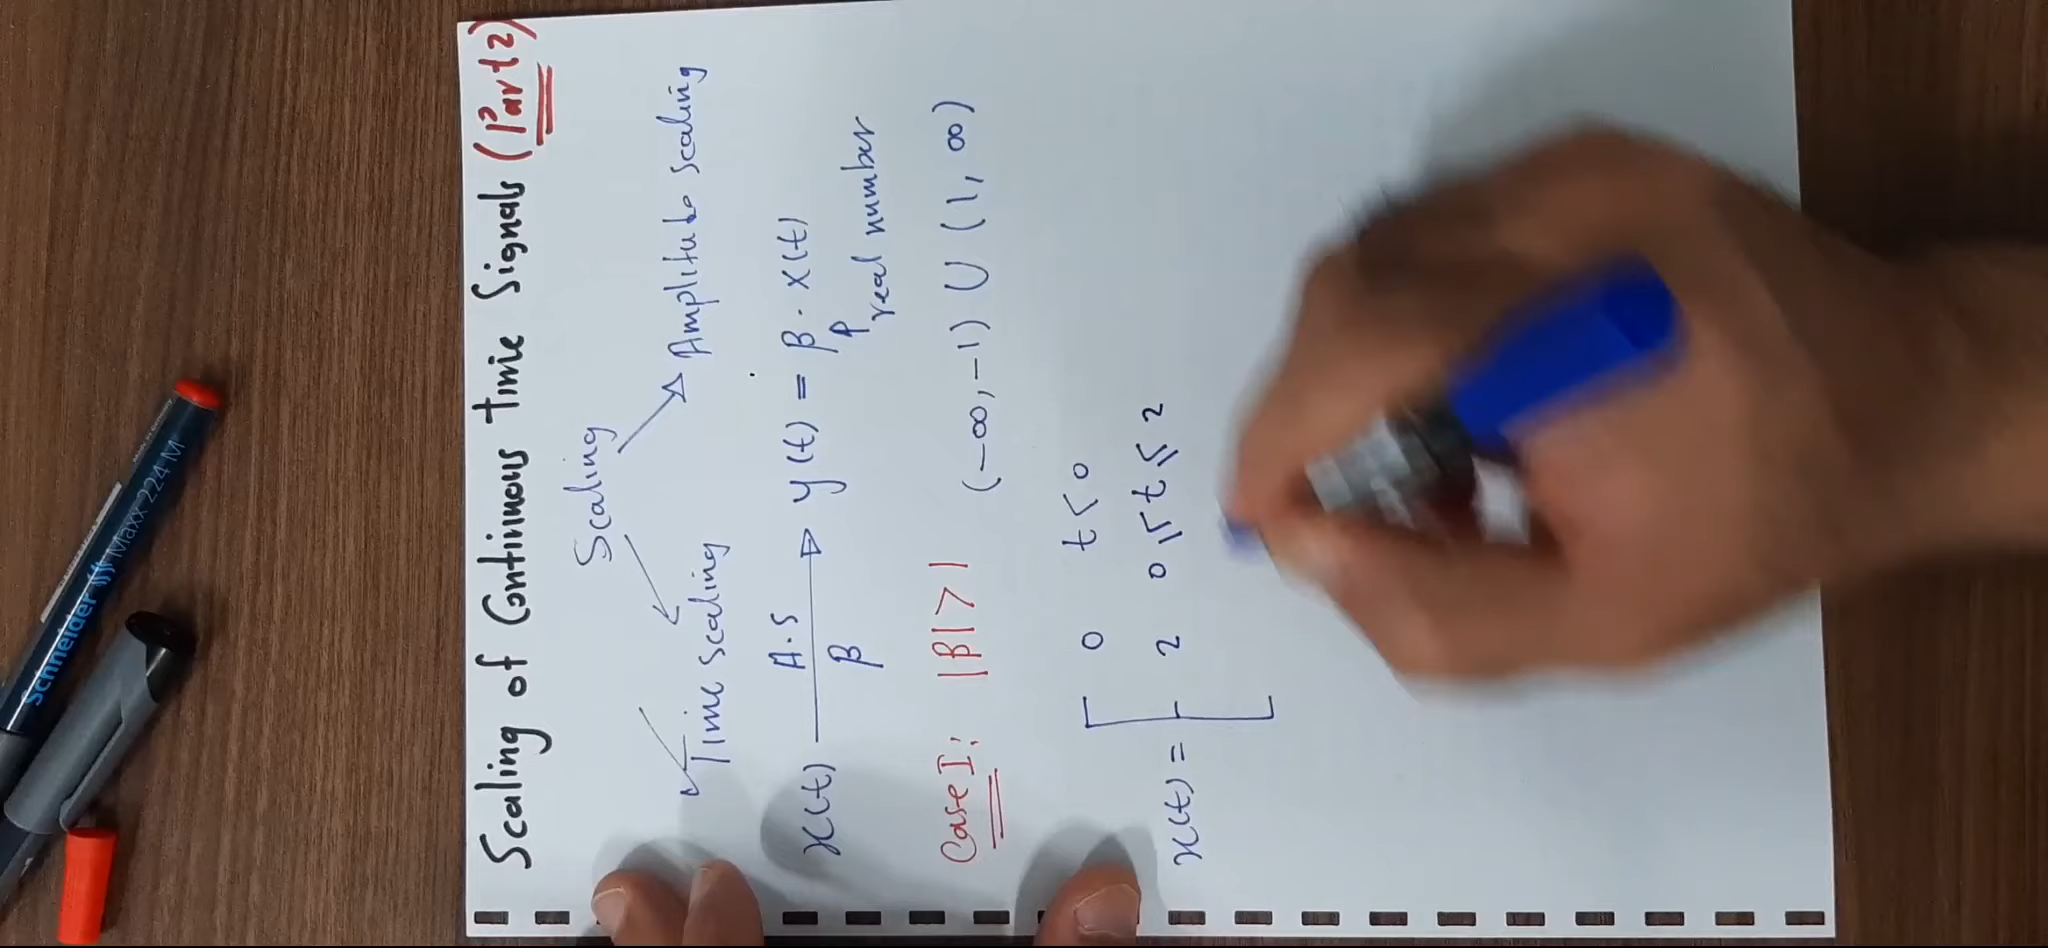 Scaling of Continuous time Signals (Part 2)
Scaling
Time scaling
Amplitude scaling
x(t) A.S β y(t) = β . x(t)
real number
Case I: |β| > 1 (-∞, -1) ∪ (1, ∞)
0 t ≤ 0
x(t) = 2 0 ≤ t ≤ 2
Schneider Maxx 224 M